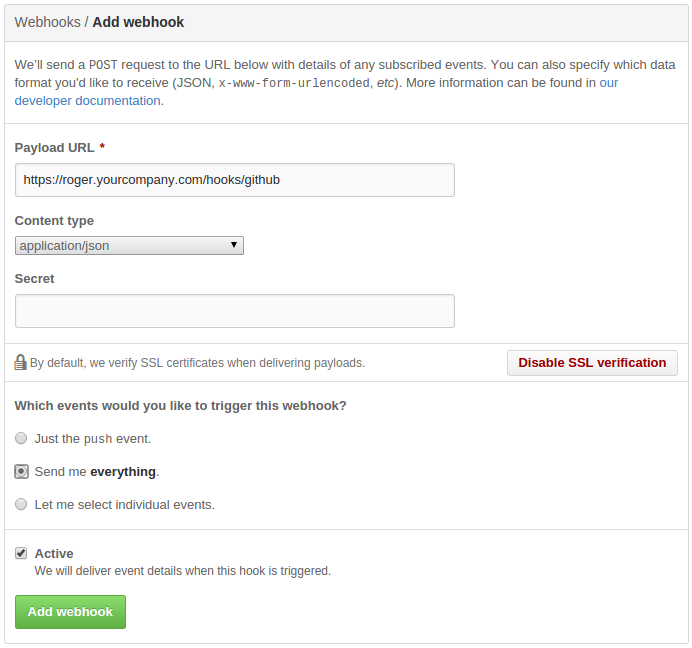 Webhooks / Add webhook
We'll send a POST request to the URL below with details of any subscribed events. You can also specify which data
format you'd like to receive (JSON, x-www-form-urlencoded, etc). More information can be found in our
developer documentation.
Payload URL *
https://roger.yourcompany.com/hooks/github
Content type
application/json
Secret
By default, we verify SSL certificates when delivering payloads.
Disable SSL verification
Which events would you like to trigger this webhook?
Just the push event.
Send me everything.
Let me select individual events.
Active
We will deliver event details when this hook is triggered.
Add webhook